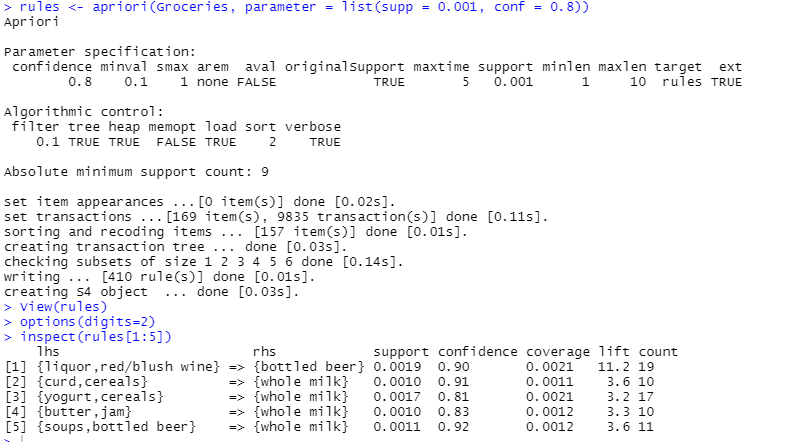 > rules <- apriori(Groceries, parameter = list(supp = 0.001, conf = 0.8))
Apriori

Parameter specification:
 confidence minval smax arem  aval originalSupport maxtime support minlen maxlen target  ext
        0.8    0.1    1 none FALSE            TRUE       5   0.001      1     10  rules TRUE

Algorithmic control:
 filter tree heap memopt load sort verbose
    0.1 TRUE TRUE  FALSE TRUE    2    TRUE

Absolute minimum support count: 9

set item appearances ...[0 item(s)] done [0.02s].
set transactions ...[169 item(s), 9835 transaction(s)] done [0.11s].
sorting and recoding items ... [157 item(s)] done [0.01s].
creating transaction tree ... done [0.03s].
checking subsets of size 1 2 3 4 5 6 done [0.14s].
writing ... [410 rule(s)] done [0.01s].
creating S4 object  ... done [0.03s].
> View(rules)
> options(digits=2)
> inspect(rules[1:5])
    lhs                        rhs            support confidence coverage lift count
[1] {liquor,red/blush wine} => {bottled beer} 0.0019  0.90       0.0021   11.2 19
[2] {curd,cereals}          => {whole milk}   0.0010  0.91       0.0011    3.6 10
[3] {yogurt,cereals}        => {whole milk}   0.0017  0.81       0.0021    3.2 17
[4] {butter,jam}            => {whole milk}   0.0010  0.83       0.0012    3.3 10
[5] {soups,bottled beer}    => {whole milk}   0.0011  0.92       0.0012    3.6 11
>